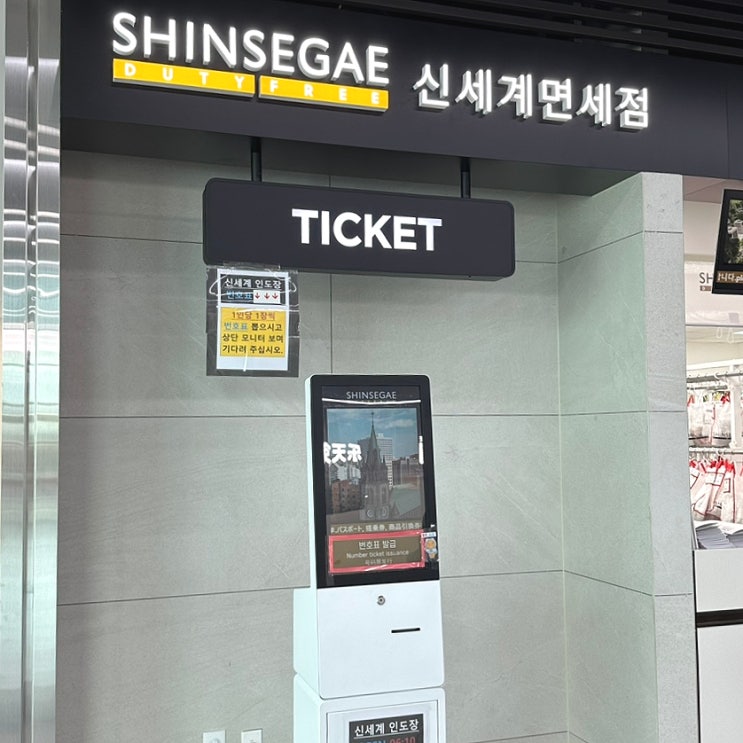 SHINSEGAE
DUTY FREE
신세계면세점
TICKET
신세계 인도장
번호표↓↓↓
1인당 1장씩
번호표 뽑으시고
상단 모니터 보며
기다려 주십시오.
SHINSEGAE
SH
번호표 발급
Number ticket issuance
신세계 인도장